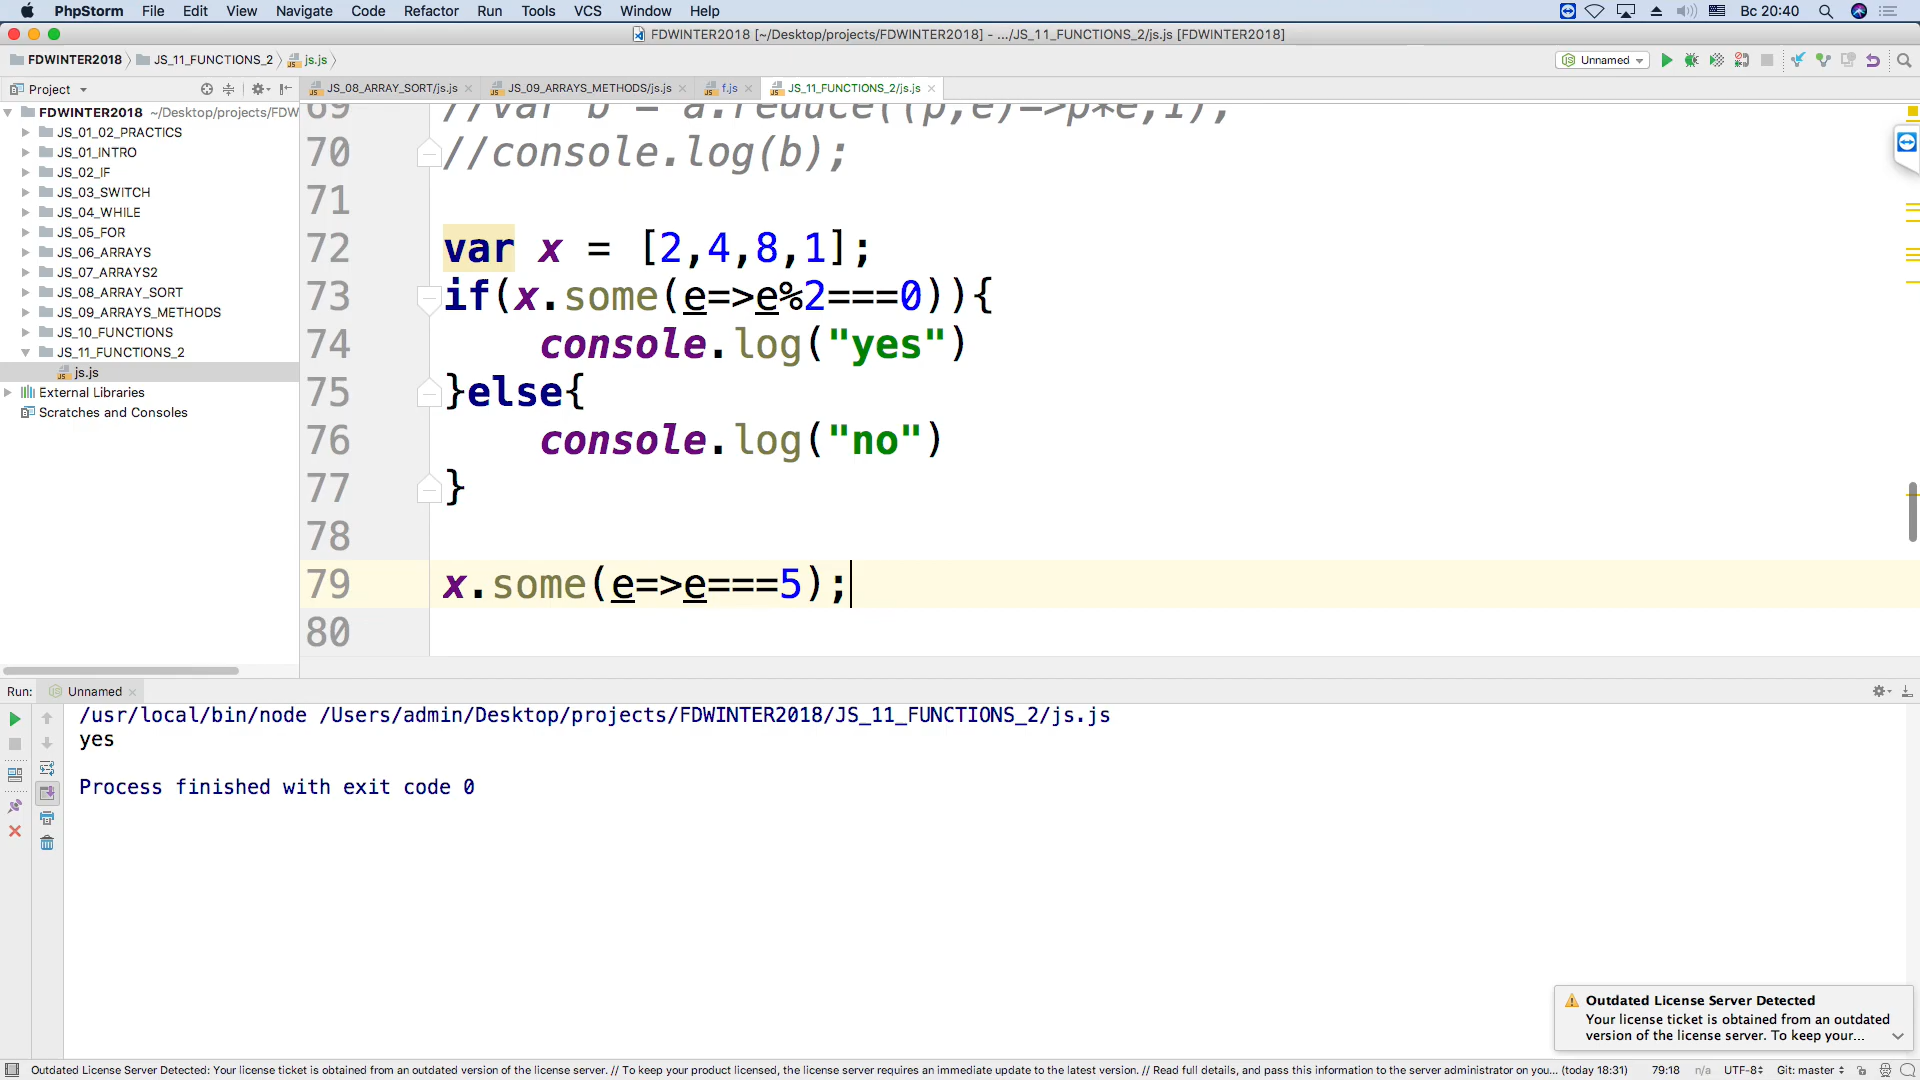 PhpStorm File Edit View Navigate Code Refactor Run Tools VCS Window Help Вс 20:40
FDWINTER2018 [~/Desktop/projects/FDWINTER2018] - .../JS_11_FUNCTIONS_2/js.js [FDWINTER2018]
FDWINTER2018 JS_11_FUNCTIONS_2 js.js Unnamed
Project
JS_08_ARRAY_SORT/js.js JS_09_ARRAYS_METHODS/js.js f.js JS_11_FUNCTIONS_2/js.js
FDWINTER2018 ~/Desktop/projects/FDW
JS_01_02_PRACTICS
JS_01_INTRO
JS_02_IF
JS_03_SWITCH
JS_04_WHILE
JS_05_FOR
JS_06_ARRAYS
JS_07_ARRAYS2
JS_08_ARRAY_SORT
JS_09_ARRAYS_METHODS
JS_10_FUNCTIONS
JS_11_FUNCTIONS_2
js.js
External Libraries
Scratches and Consoles
69 //var b = a.reduce((p,e)=>p*e,1);
70 //console.log(b);
71
72 var x = [2,4,8,1];
73 if(x.some(e=>e%2===0)){
74 console.log("yes")
75 }else{
76 console.log("no")
77 }
78
79 x.some(e=>e===5);
80
Run: Unnamed
/usr/local/bin/node /Users/admin/Desktop/projects/FDWINTER2018/JS_11_FUNCTIONS_2/js.js
yes
Process finished with exit code 0
Outdated License Server Detected
Your license ticket is obtained from an outdated
version of the license server. To keep your...
Outdated License Server Detected: Your license ticket is obtained from an outdated version of the license server. // To keep your product licensed, the license server requires an immediate update to the latest version. // Read full details, and pass this information to the server administrator on you... (today 18:31) 79:18 n/a UTF-8 Git: master